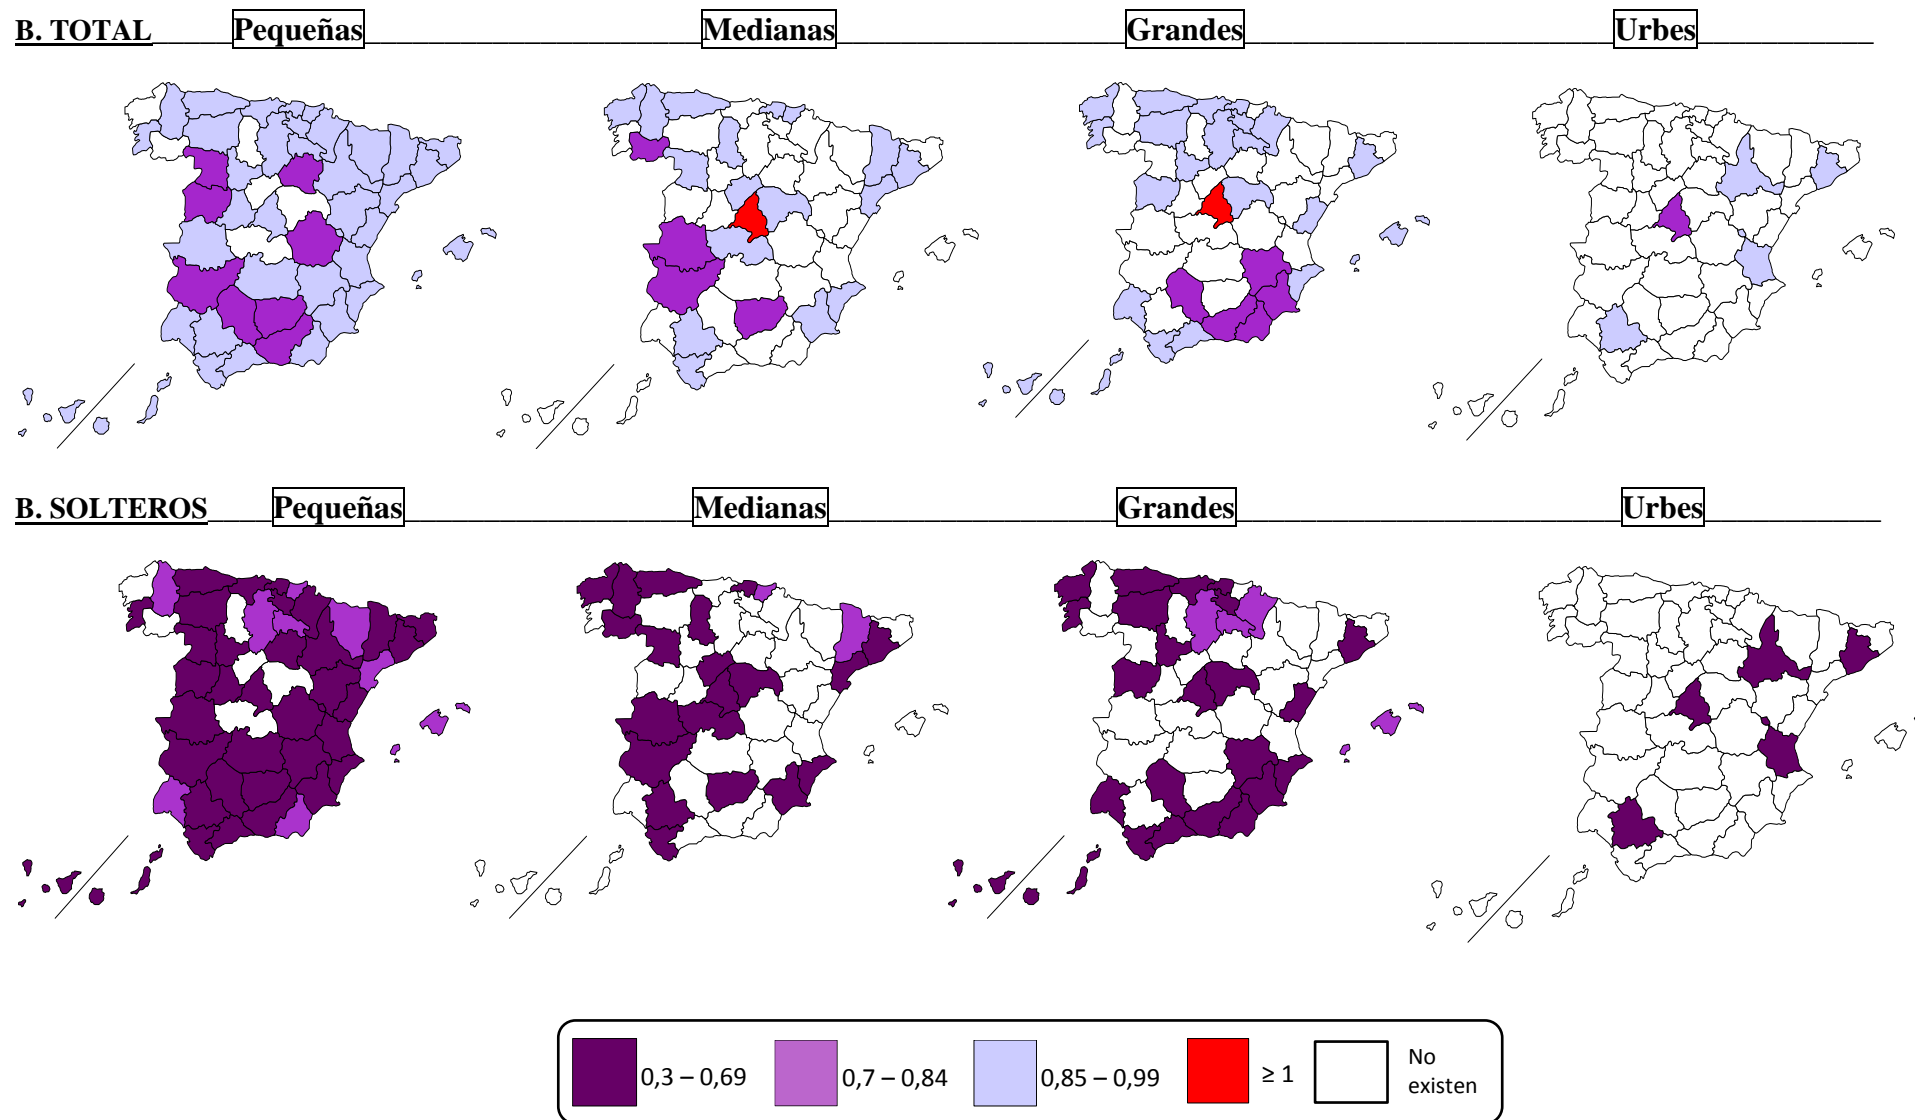 B. TOTAL Pequeñas Medianas Grandes Urbes
B. SOLTEROS Pequeñas Medianas Grandes Urbes
0,3 – 0,69 0,7 – 0,84 0,85 – 0,99 ≥ 1 No
existen